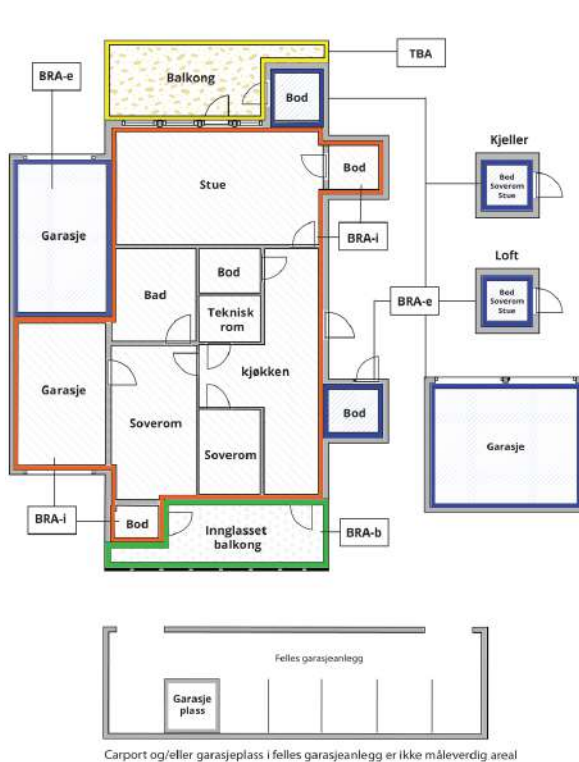 TBA
BRA-e
Balkong
Bod
Kjeller
Bod
Soverom
Stue
Stue
Bod
Garasje
BRA-i
Loft
Bod
Soverom
Stue
Bod
Bad
BRA-e
Teknisk
rom
kjøkken
Garasje
Bod
Soverom
Garasje
Soverom
BRA-i
Bod
Innglasset
balkong
BRA-b
Felles garasjeanlegg
Garasje
plass
Carport og/eller garasjeplass i felles garasjeanlegg er ikke måleverdig areal